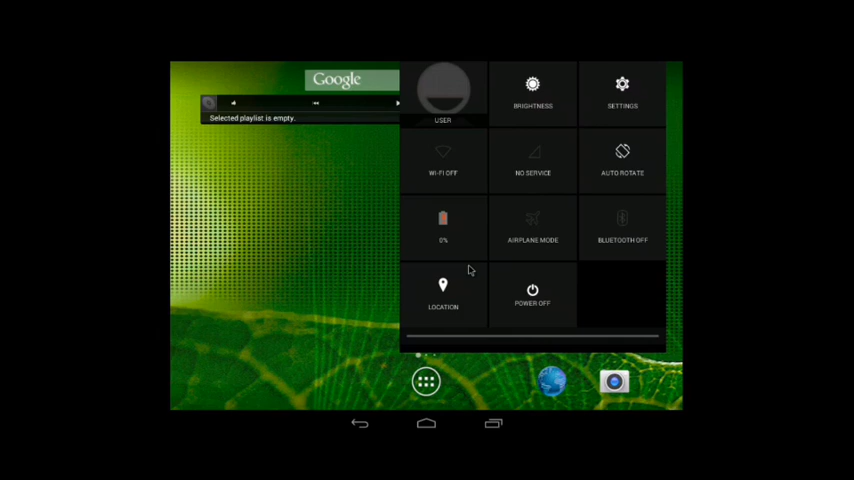 Google
Selected playlist is empty.
USER
BRIGHTNESS
SETTINGS
WI-FI OFF
NO SERVICE
AUTO ROTATE
0%
AIRPLANE MODE
BLUETOOTH OFF
LOCATION
POWER OFF